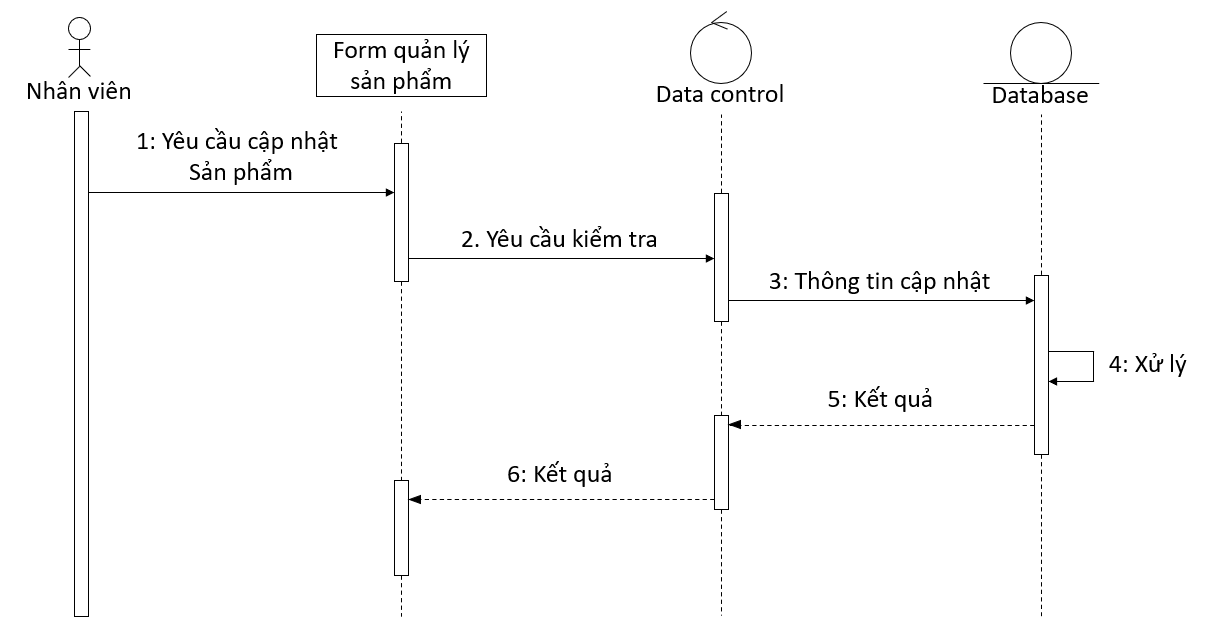 Nhân viên
Form quản lý
sản phẩm
Data control
Database
1: Yêu cầu cập nhật
Sản phẩm
2. Yêu cầu kiểm tra
3: Thông tin cập nhật
4: Xử lý
5: Kết quả
6: Kết quả